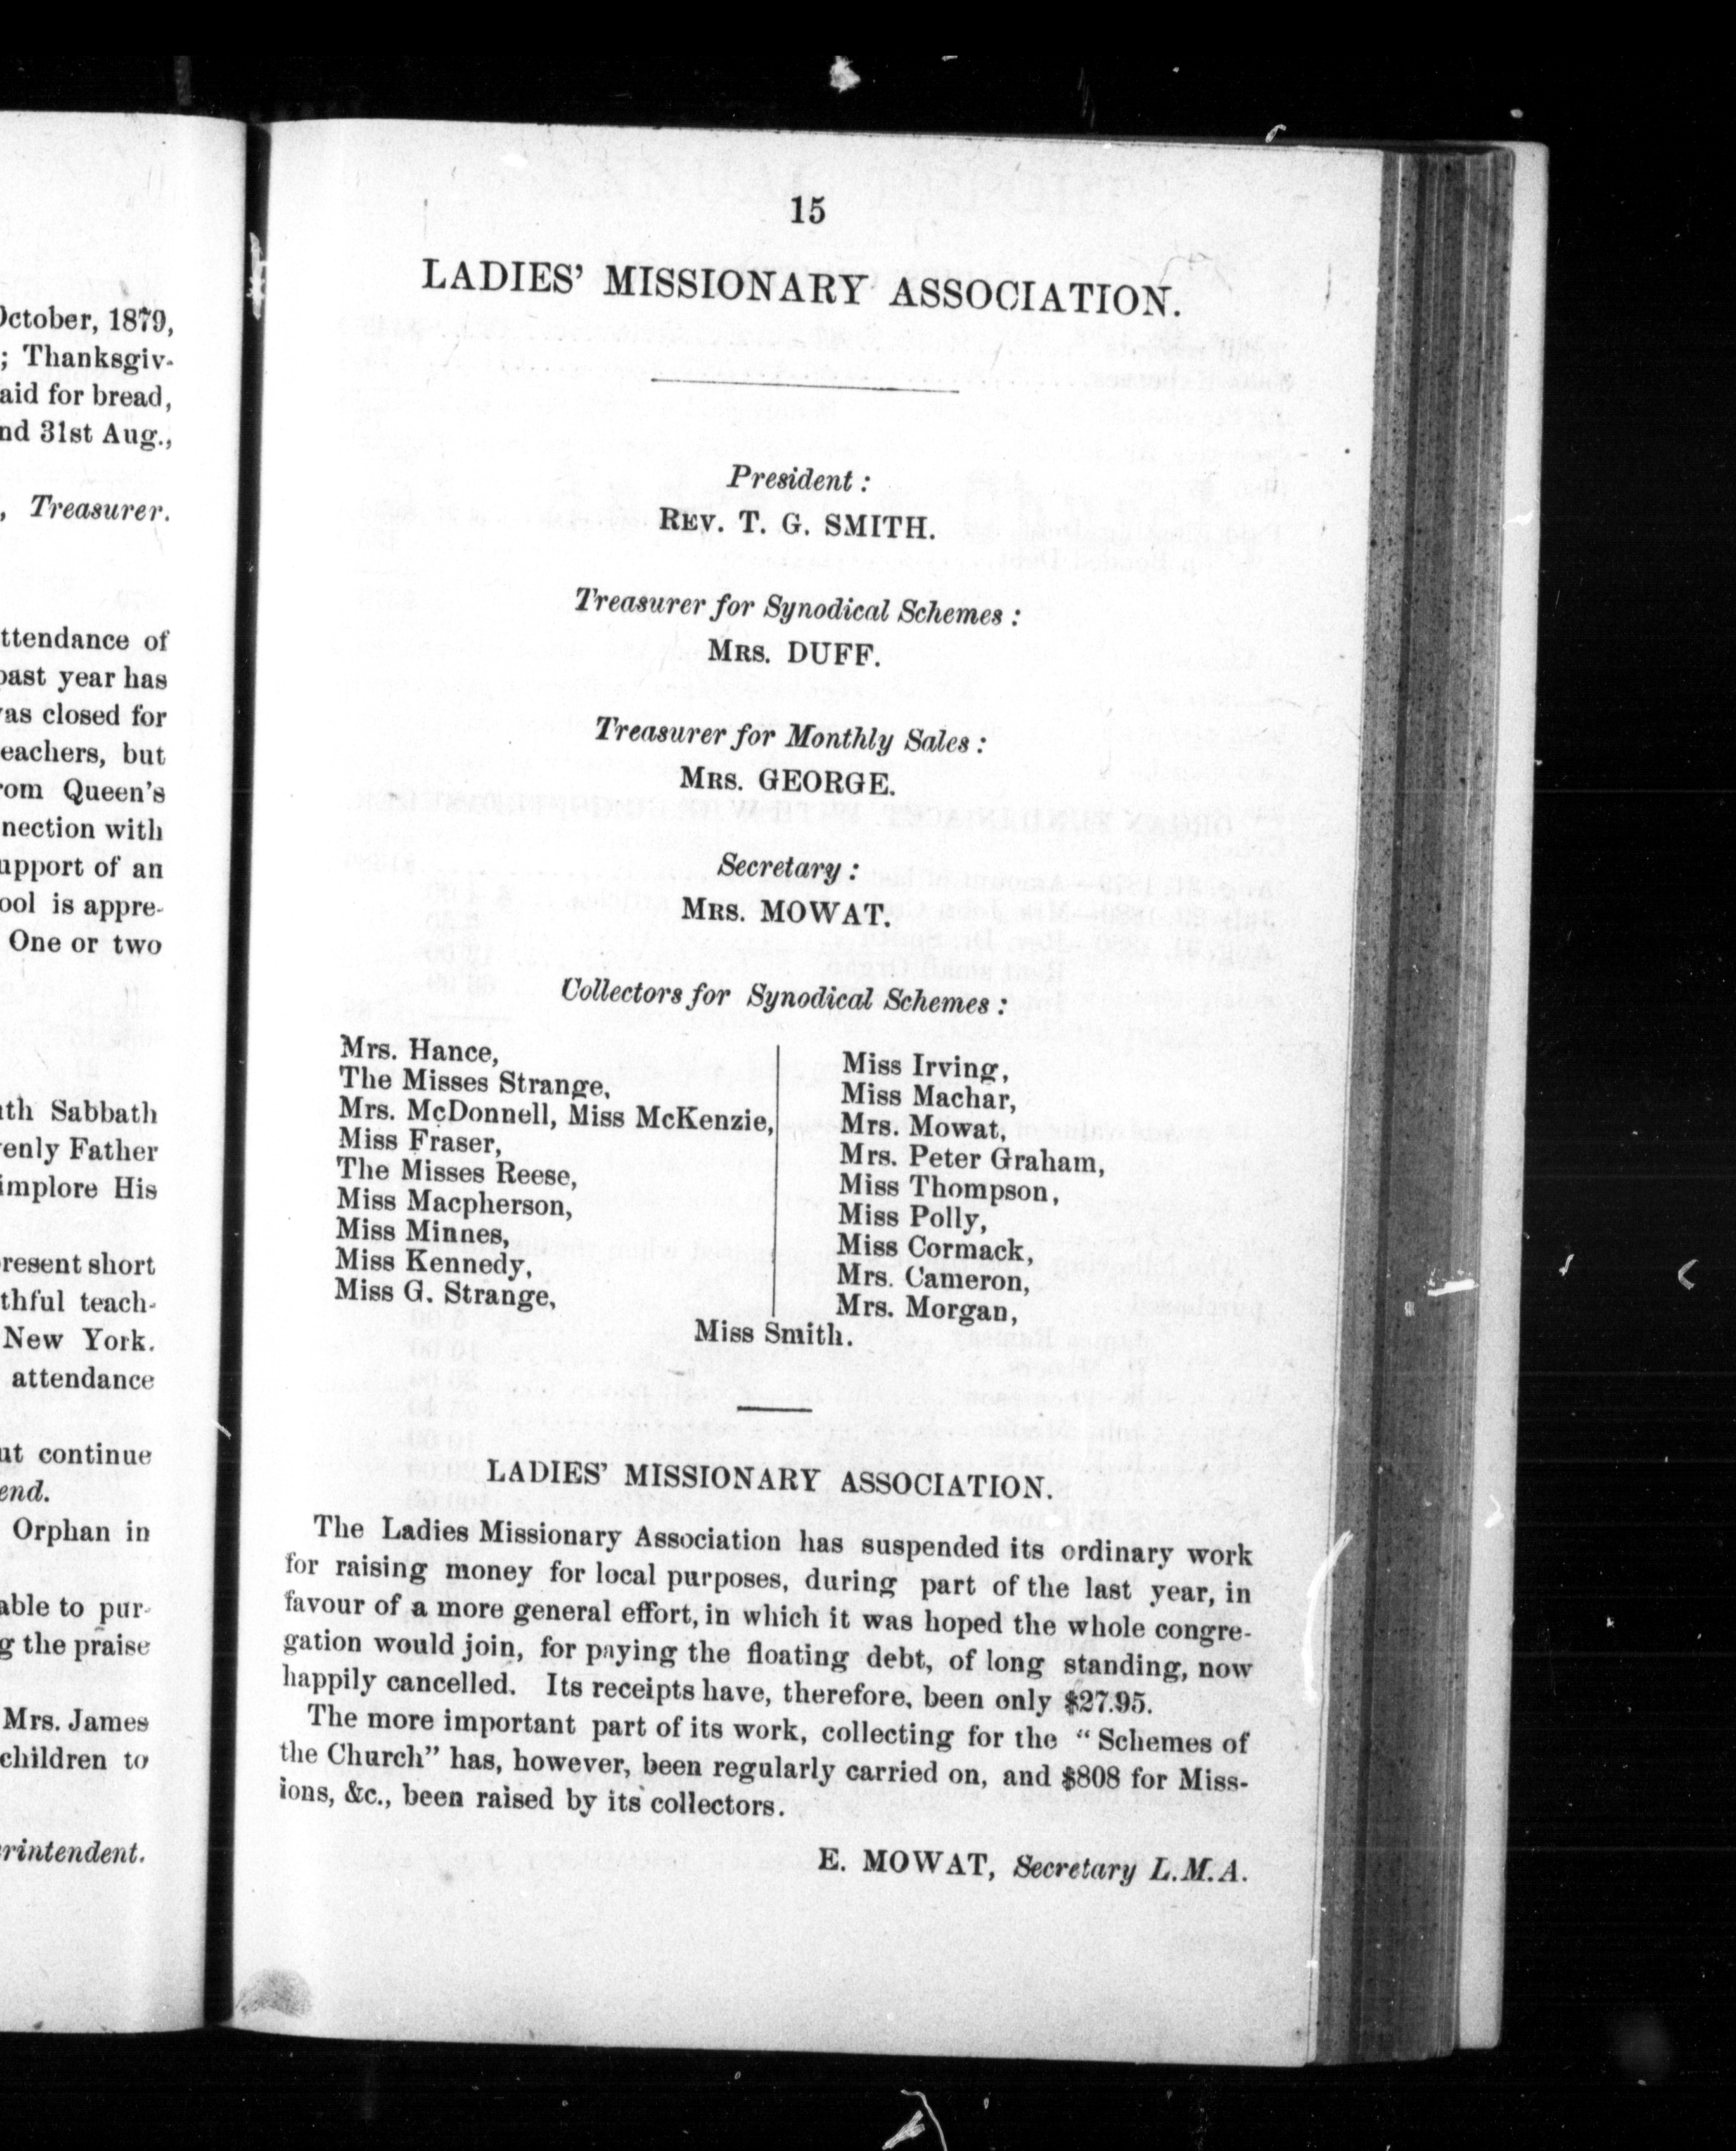 October, 1879,
; Thanksgiv-
aid for bread,
nd 31st Aug.,
, Treasurer.
ttendance of
past year has
was closed for
eachers, but
rom Queen's
nection with
upport of an
ool is appre-
One or two
nth Sabbath
venly Father
implore His
present short
thful teach-
New York.
attendance
ut continue
end.
Orphan in
able to pur-
g the praise
Mrs. James
children to
erintendent.
15
LADIES' MISSIONARY ASSOCIATION.
President :
REV. T. G. SMITH.
Treasurer for Synodical Schemes :
MRS. DUFF.
Treasurer for Monthly Sales :
MRS. GEORGE.
Secretary :
MRS. MOWAT.
Collectors for Synodical Schemes :
Mrs. Hance,
The Misses Strange,
Mrs. McDonnell, Miss McKenzie,
Miss Fraser,
The Misses Reese,
Miss Macpherson,
Miss Minnes,
Miss Kennedy,
Miss G. Strange,
Miss Irving,
Miss Machar,
Mrs. Mowat,
Mrs. Peter Graham,
Miss Thompson,
Miss Polly,
Miss Cormack,
Mrs. Cameron,
Mrs. Morgan,
Miss Smith.
LADIES' MISSIONARY ASSOCIATION.
The Ladies Missionary Association has suspended its ordinary work
for raising money for local purposes, during part of the last year, in
favour of a more general effort, in which it was hoped the whole congre-
gation would join, for paying the floating debt, of long standing, now
happily cancelled. Its receipts have, therefore, been only $27.95.
The more important part of its work, collecting for the "Schemes of
the Church" has, however, been regularly carried on, and $808 for Miss-
ions, &c., been raised by its collectors.
E. MOWAT, Secretary L.M.A.